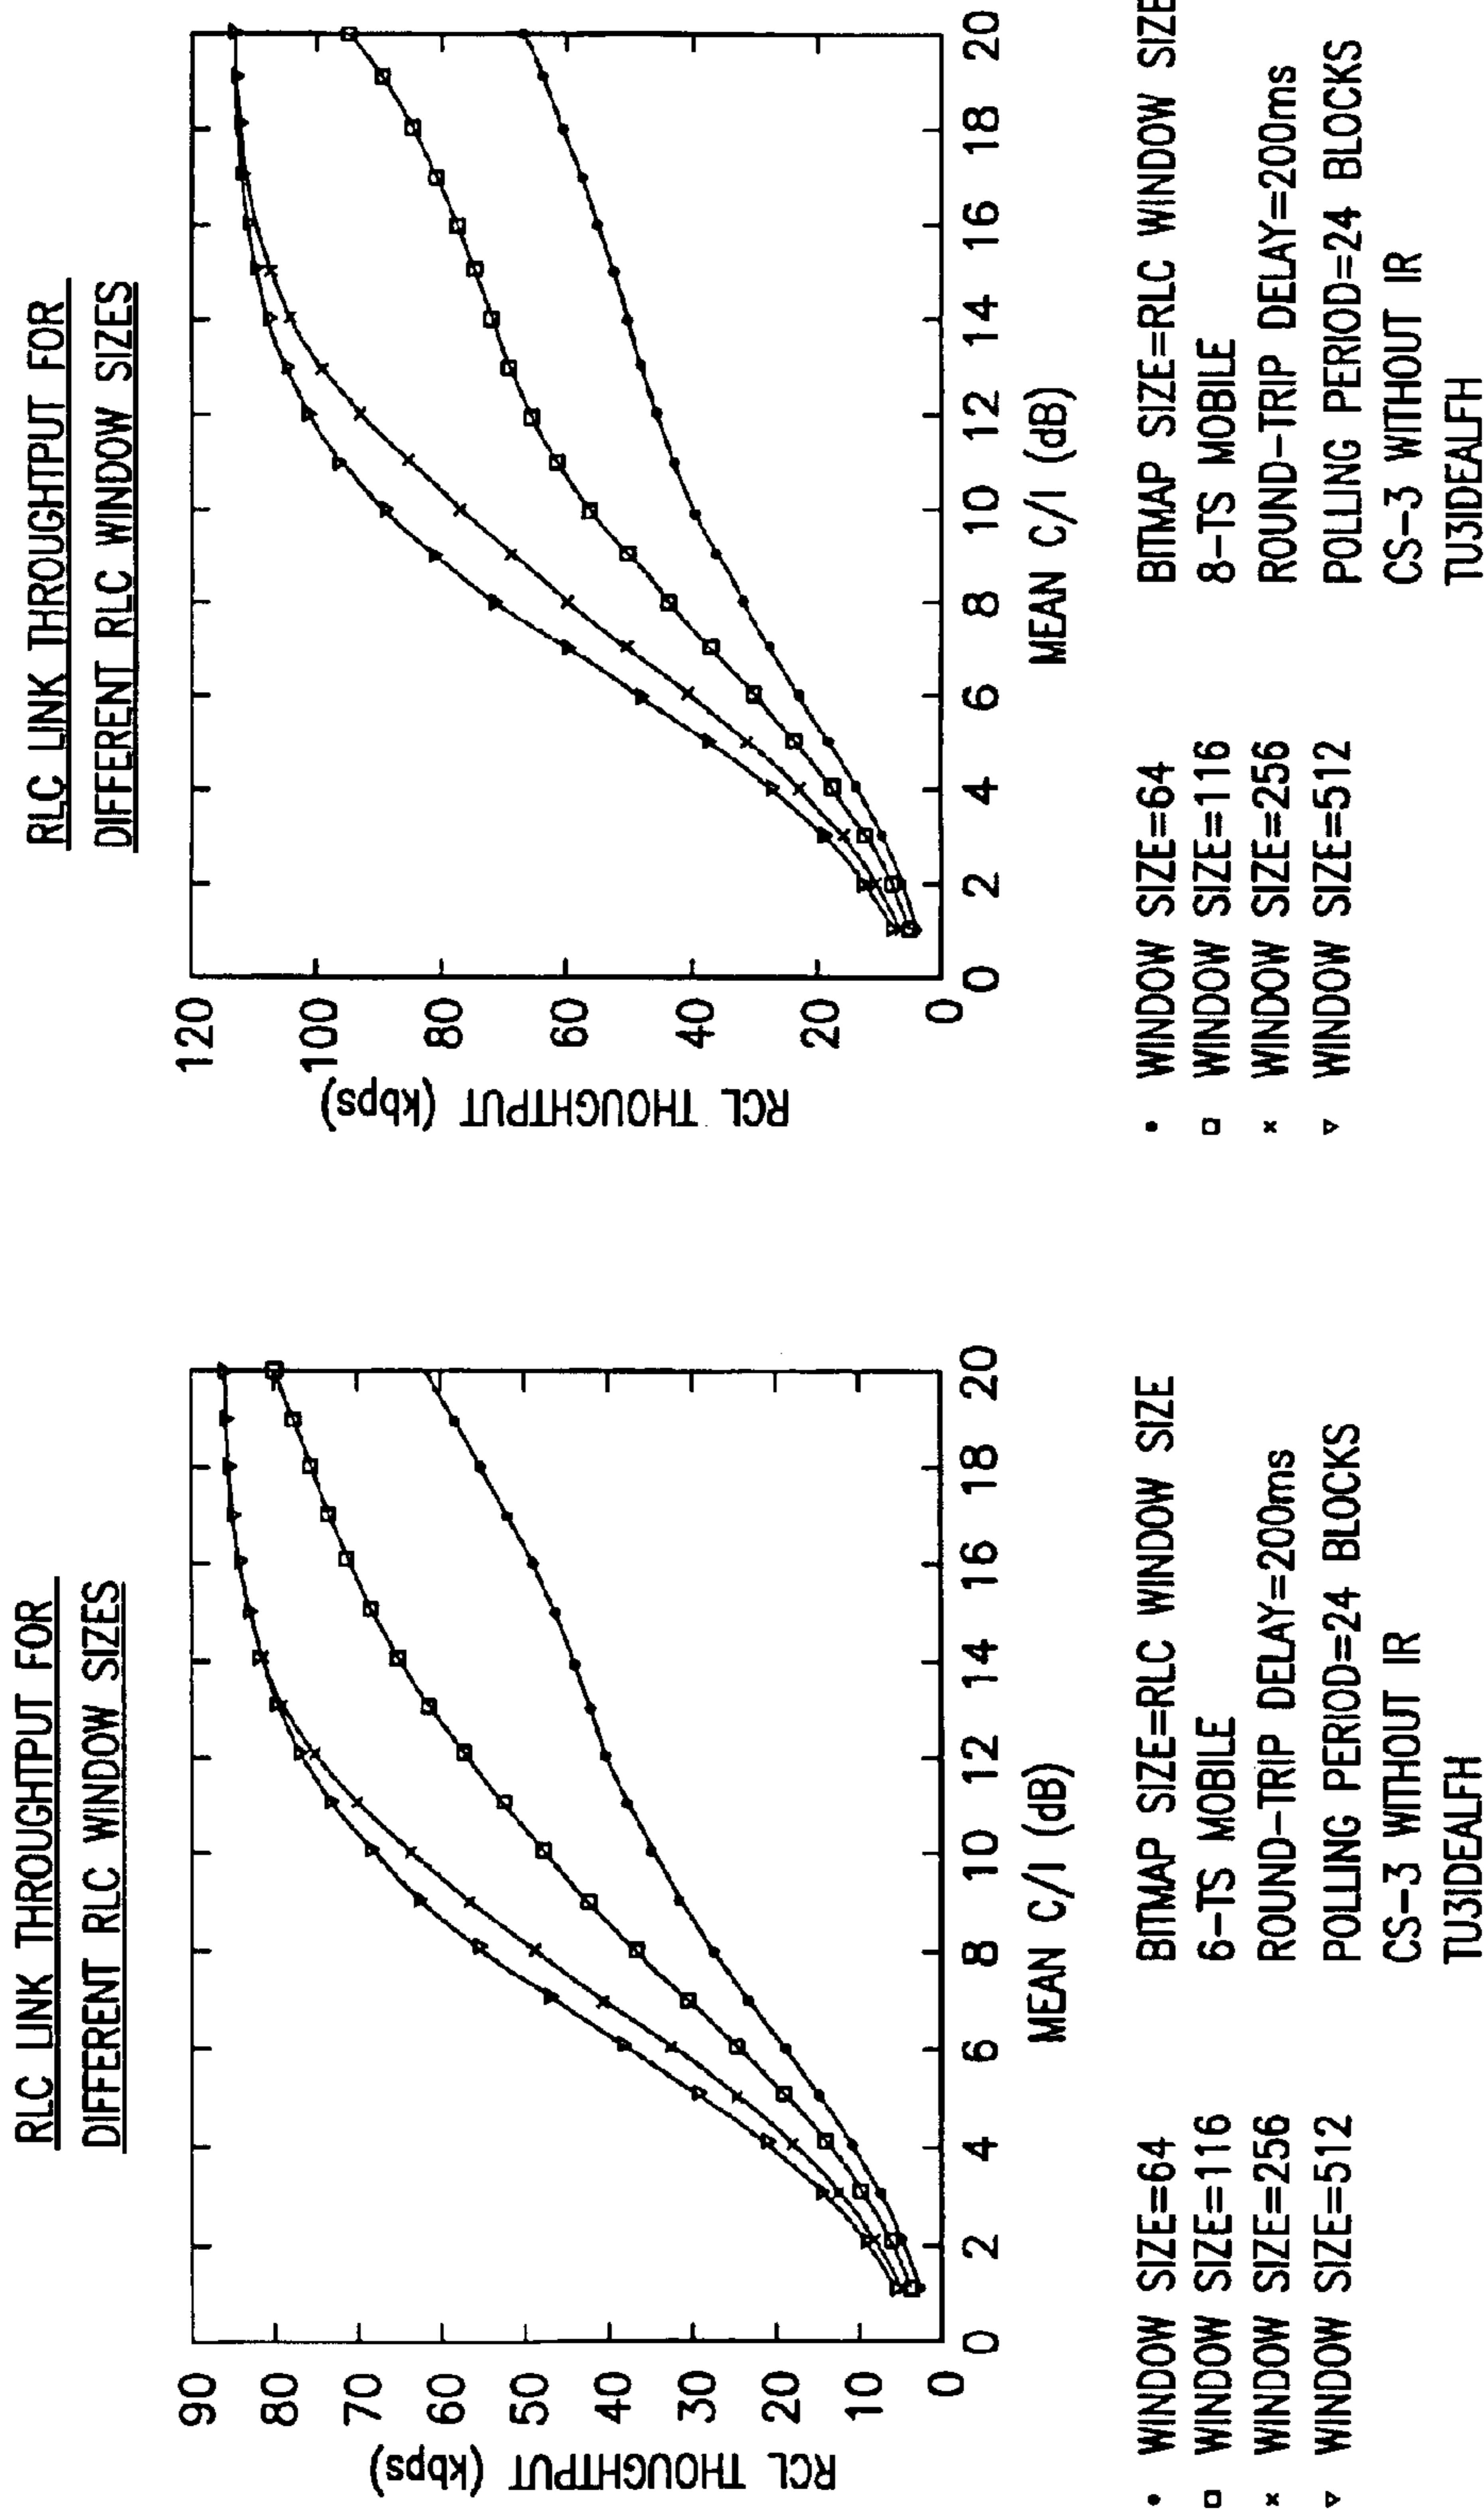 RLC LINK THROUGHTPUT FOR
DIFFERENT RLC WINDOW SIZES
RCL THOUGHTPUT (kbps)
90
80
70
60
50
40
30
20
10
0
0 2 4 6 8 10 12 14 16 18 20
MEAN C/I (dB)
• WINDOW SIZE=64
□ WINDOW SIZE=116
× WINDOW SIZE=256
▽ WINDOW SIZE=512
BITMAP SIZE=RLC WINDOW SIZE
6-TS MOBILE
ROUND-TRIP DELAY=200ms
POLLING PERIOD=24 BLOCKS
CS-3 WITHOUT IR
TU3IDEALFH
RLC LINK THROUGHTPUT FOR
DIFFERENT RLC WINDOW SIZES
RCL THOUGHTPUT (kbps)
120
100
80
60
40
20
0
0 2 4 6 8 10 12 14 16 18 20
MEAN C/I (dB)
• WINDOW SIZE=64
□ WINDOW SIZE=116
× WINDOW SIZE=256
▽ WINDOW SIZE=512
BITMAP SIZE=RLC WINDOW SIZE
8-TS MOBILE
ROUND-TRIP DELAY=200ms
POLLING PERIOD=24 BLOCKS
CS-3 WITHOUT IR
TU3IDEALFH